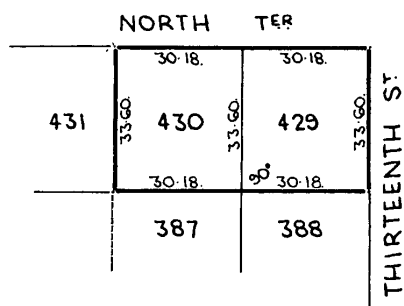 NORTH TER
30·18. 30·18.
431 33·60. 430 33·60. 429 33·60.
30·18. 90° 30·18.
387 388
THIRTEENTH ST.